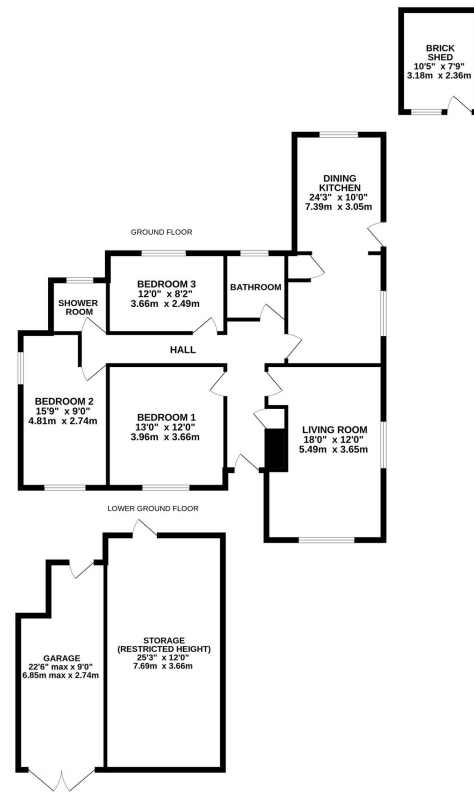 BRICK
SHED
10'5" x 7'9"
3.18m x 2.36m
DINING
KITCHEN
24'3" x 10'0"
7.39m x 3.05m
GROUND FLOOR
BEDROOM 3
12'0" x 8'2"
3.66m x 2.49m
BATHROOM
SHOWER
ROOM
HALL
BEDROOM 2
15'9" x 9'0"
4.81m x 2.74m
BEDROOM 1
13'0" x 12'0"
3.96m x 3.66m
LIVING ROOM
18'0" x 12'0"
5.49m x 3.65m
LOWER GROUND FLOOR
STORAGE
(RESTRICTED HEIGHT)
25'3" x 12'0"
7.69m x 3.66m
GARAGE
22'6" max x 9'0"
6.85m max x 2.74m